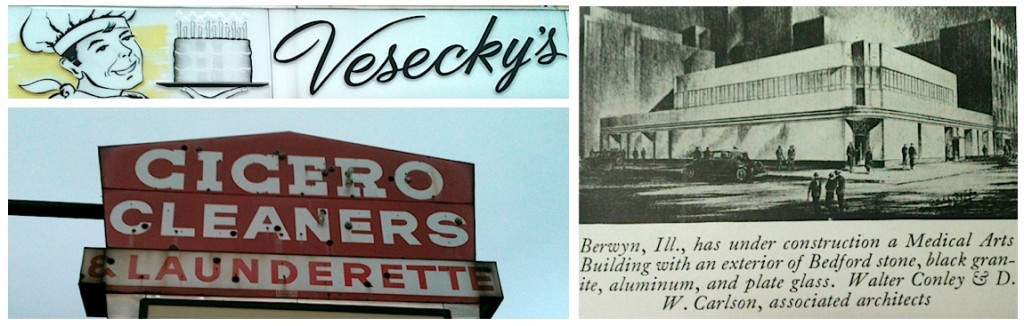 Vesecky's
CICERO
CLEANERS
& LAUNDERETTE
Berwyn, Ill., has under construction a Medical Arts
Building with an exterior of Bedford stone, black gran-
ite, aluminum, and plate glass. Walter Conley & D.
W. Carlson, associated architects